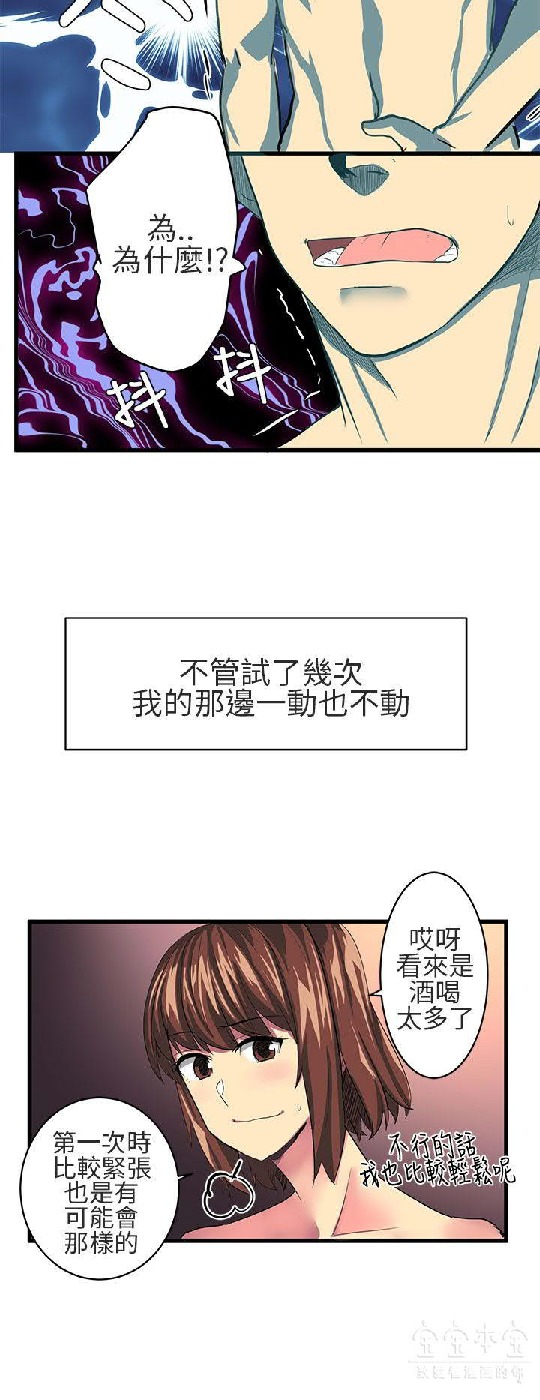 為..
為什麼!?
抖
抖
不管試了幾次
我的那邊一動也不動
哎呀
看來是
酒喝
太多了
不行的話
我也比較輕鬆呢
第一次時
比較緊張
也是有
可能會
那樣的